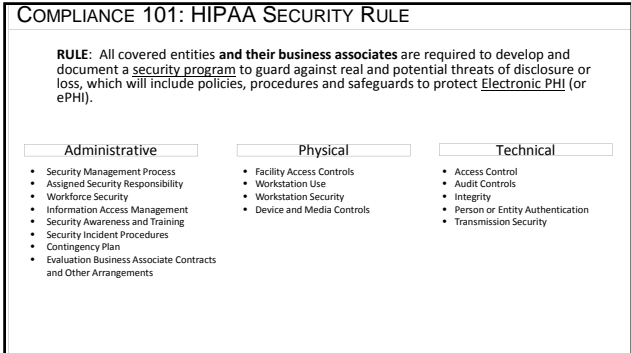 COMPLIANCE 101: HIPAA SECURITY RULE
RULE: All covered entities and their business associates are required to develop and
document a security program to guard against real and potential threats of disclosure or
loss, which will include policies, procedures and safeguards to protect Electronic PHI (or
ePHI).
Administrative
• Security Management Process
• Assigned Security Responsibility
• Workforce Security
• Information Access Management
• Security Awareness and Training
• Security Incident Procedures
• Contingency Plan
• Evaluation Business Associate Contracts
and Other Arrangements
Physical
• Facility Access Controls
• Workstation Use
• Workstation Security
• Device and Media Controls
Technical
• Access Control
• Audit Controls
• Integrity
• Person or Entity Authentication
• Transmission Security